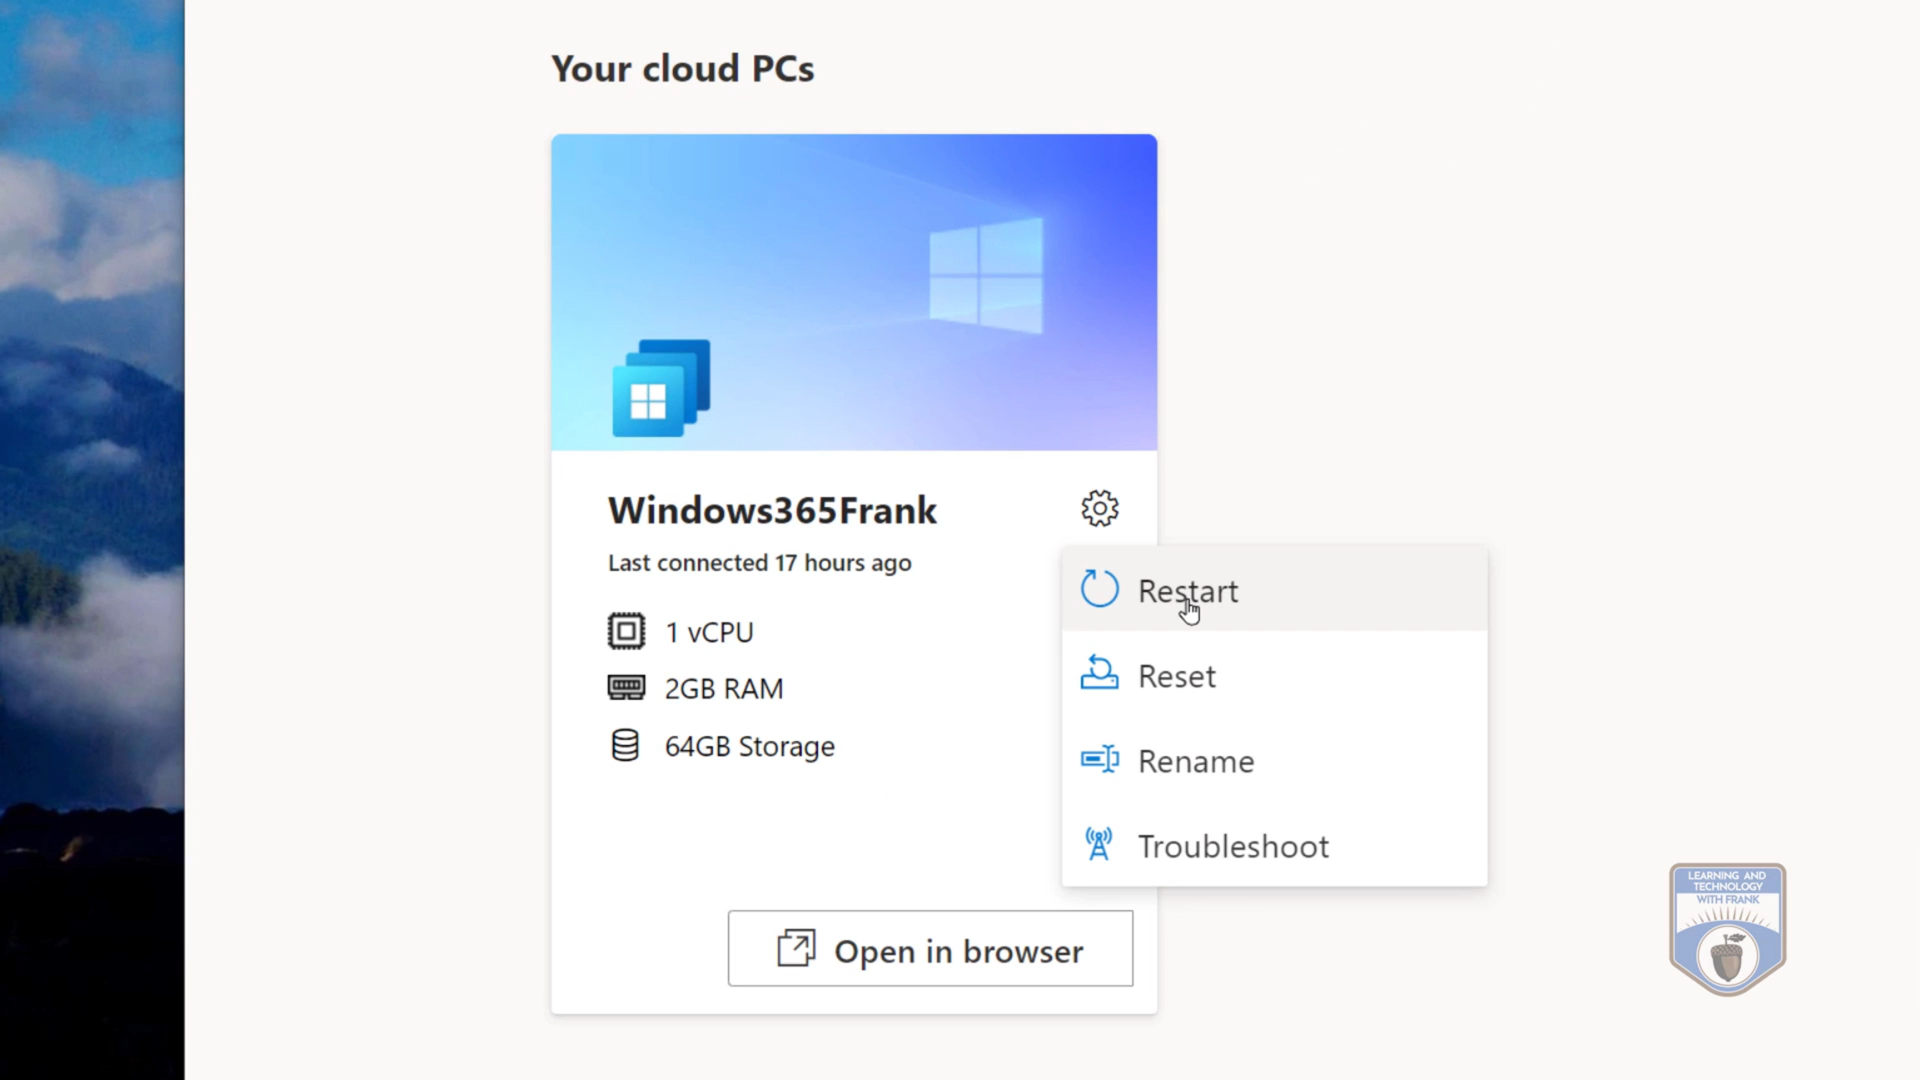 Your cloud PCs
Windows365Frank
Last connected 17 hours ago
1 vCPU
2GB RAM
64GB Storage
Restart
Reset
Rename
Troubleshoot
Open in browser
LEARNING AND
TECHNOLOGY
WITH FRANK